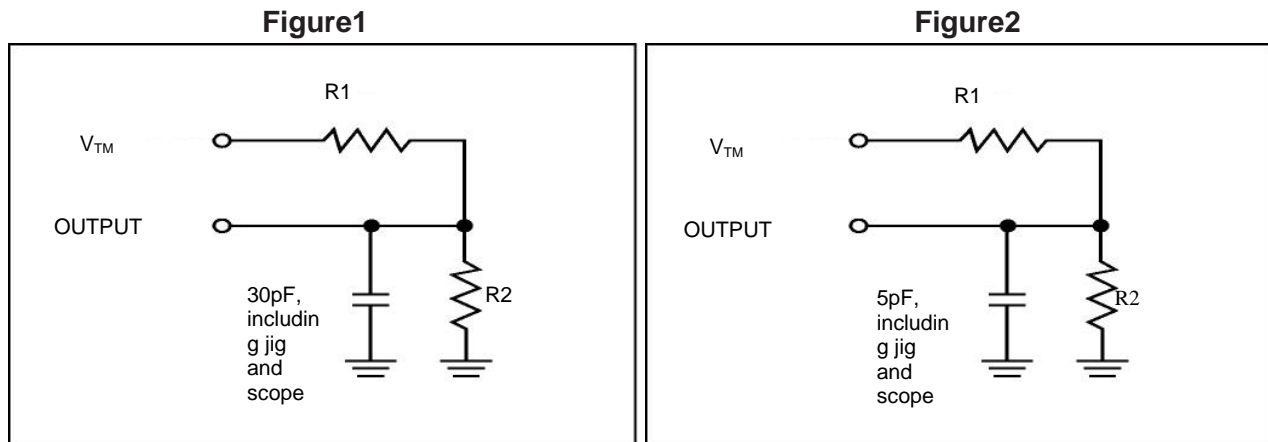 Figure1
R1
VTM
OUTPUT
30pF,
includin
g jig
and
scope
R2
Figure2
R1
VTM
OUTPUT
5pF,
includin
g jig
and
scope
R2